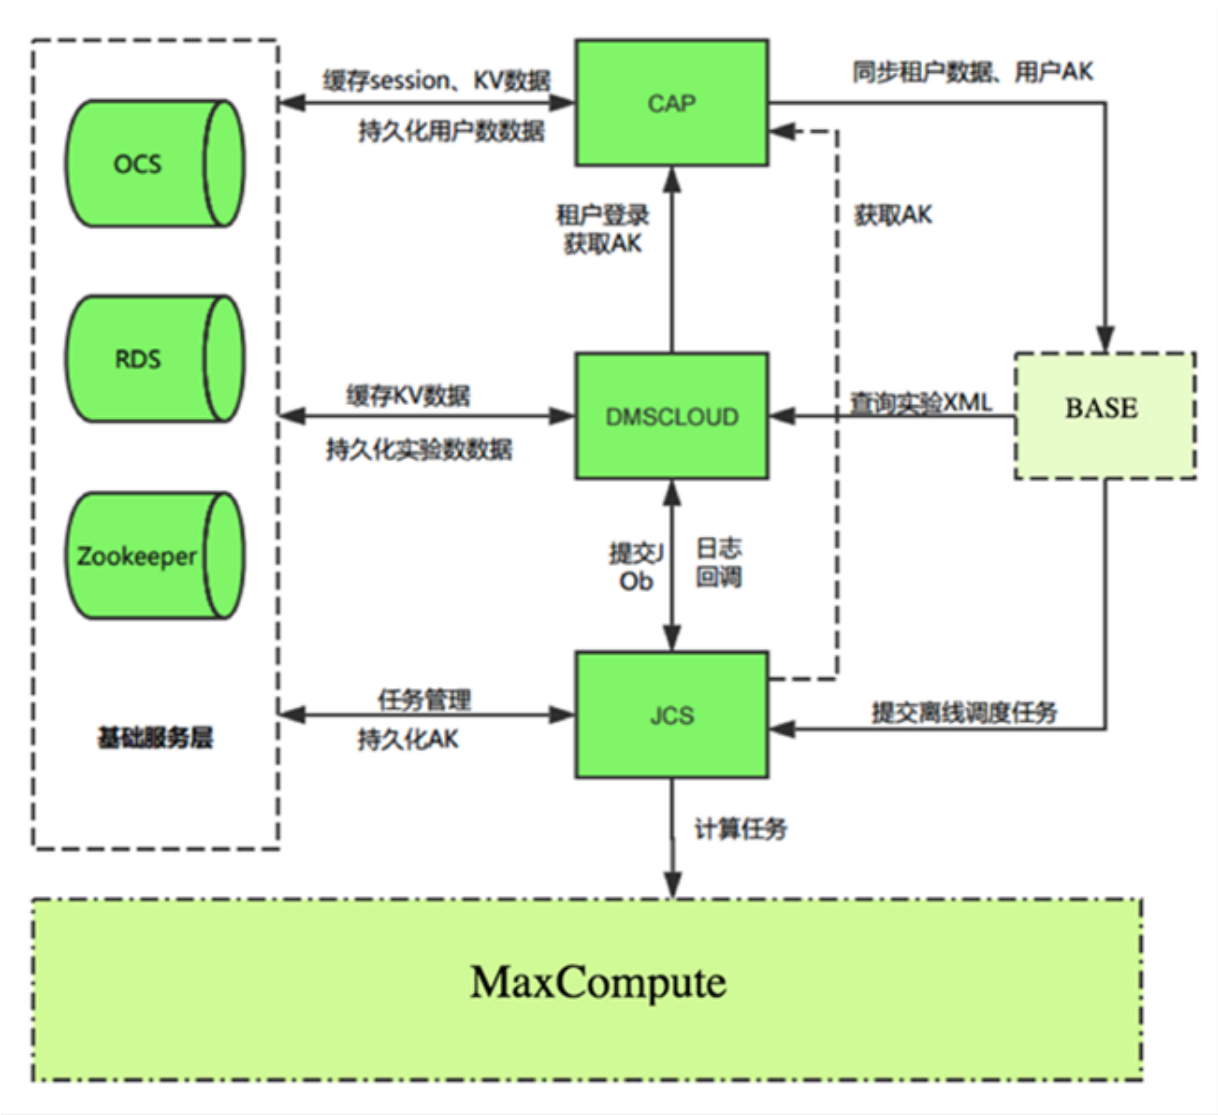 缓存session、KV数据
持久化用户数数据
CAP
同步租户数据、用户AK
OCS
租户登录
获取AK
获取AK
RDS
缓存KV数据
持久化实验数数据
DMSCLOUD
查询实验XML
BASE
Zookeeper
提交J
Ob
日志
回调
基础服务层
任务管理
持久化AK
JCS
提交离线调度任务
计算任务
MaxCompute